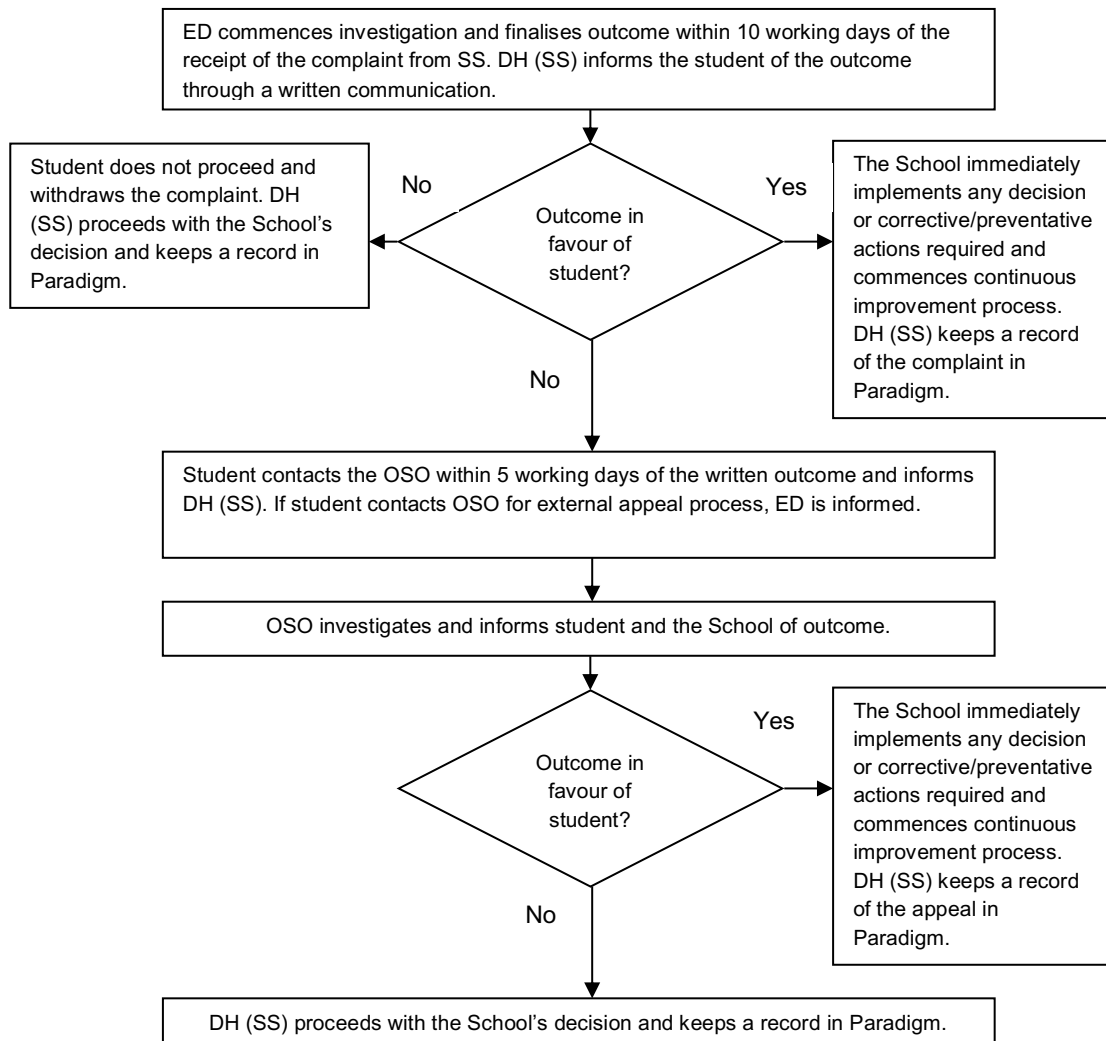 ED commences investigation and finalises outcome within 10 working days of the
receipt of the complaint from SS. DH (SS) informs the student of the outcome
through a written communication.
Student does not proceed and
withdraws the complaint. DH
(SS) proceeds with the School's
decision and keeps a record in
Paradigm.
No
Outcome in
favour of
student?
Yes
The School immediately
implements any decision
or corrective/preventative
actions required and
commences continuous
improvement process.
DH (SS) keeps a record
of the complaint in
Paradigm.
No
Student contacts the OSO within 5 working days of the written outcome and informs
DH (SS). If student contacts OSO for external appeal process, ED is informed.
OSO investigates and informs student and the School of outcome.
Outcome in
favour of
student?
Yes
The School immediately
implements any decision
or corrective/preventative
actions required and
commences continuous
improvement process.
DH (SS) keeps a record
of the appeal in
Paradigm.
No
DH (SS) proceeds with the School's decision and keeps a record in Paradigm.